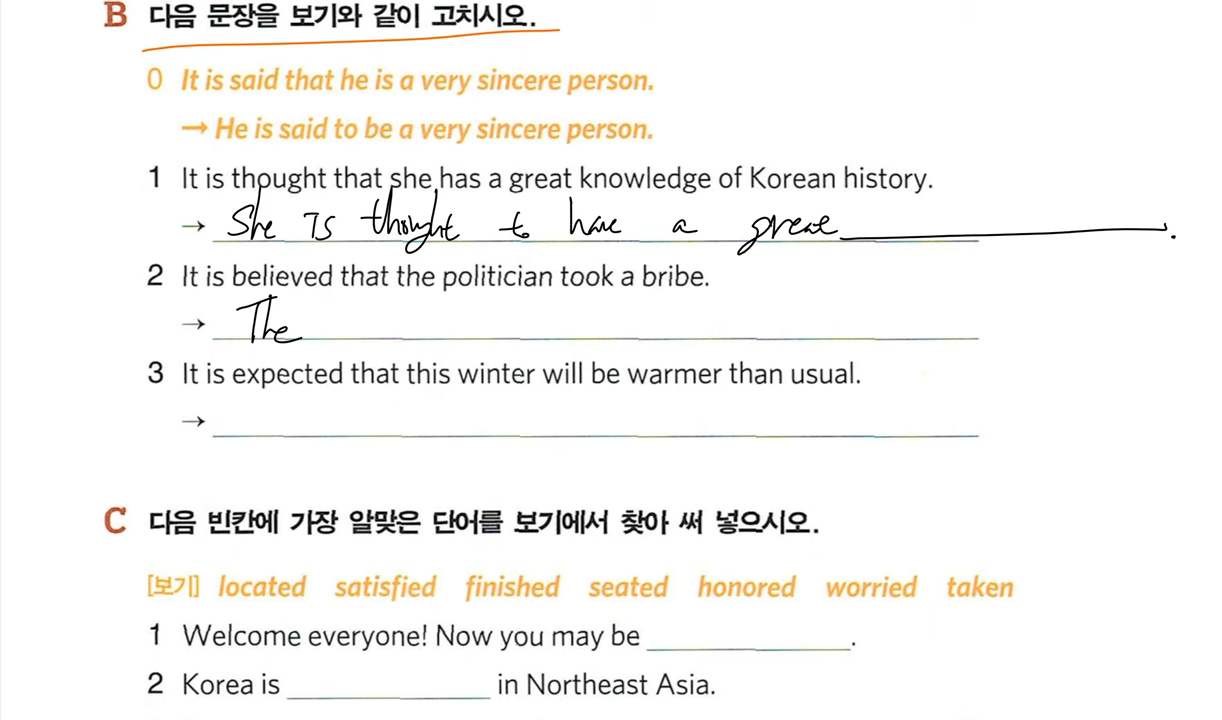 B 다음 문장을 보기와 같이 고치시오.
0 It is said that he is a very sincere person.
→ He is said to be a very sincere person.
1 It is thought that she has a great knowledge of Korean history.
→ She is thought to have a great ______.
2 It is believed that the politician took a bribe.
→ The
3 It is expected that this winter will be warmer than usual.
→
C 다음 빈칸에 가장 알맞은 단어를 보기에서 찾아 써 넣으시오.
[보기] located satisfied finished seated honored worried taken
1 Welcome everyone! Now you may be ______.
2 Korea is ______ in Northeast Asia.